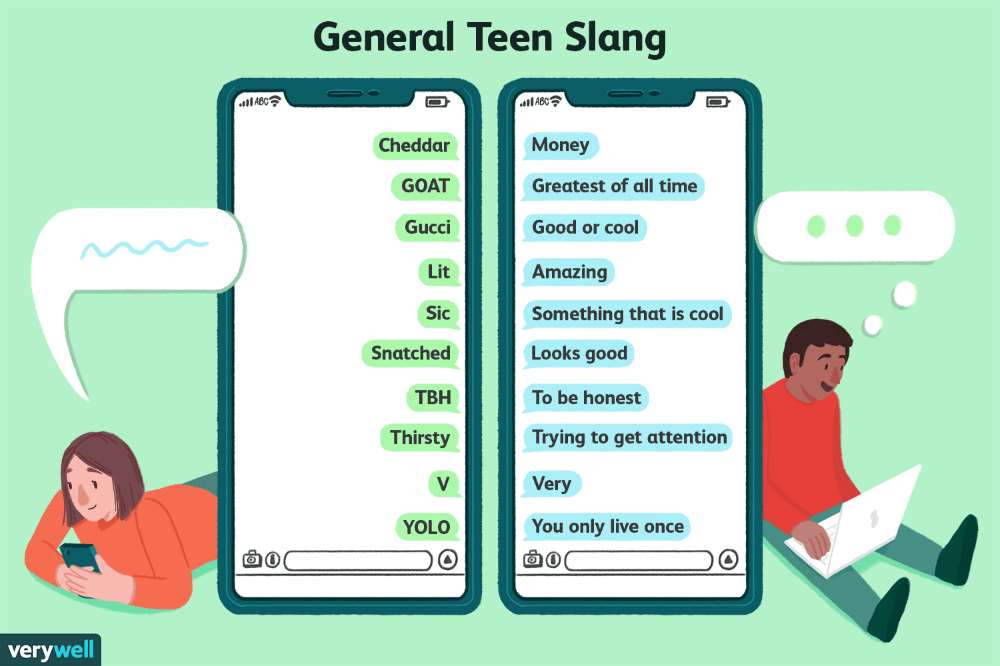 General Teen Slang
ABC
ABC
Cheddar
Money
GOAT
Greatest of all time
Gucci
Good or cool
Lit
Amazing
Sic
Something that is cool
Snatched
Looks good
TBH
To be honest
Thirsty
Trying to get attention
V
Very
YOLO
You only live once
verywell